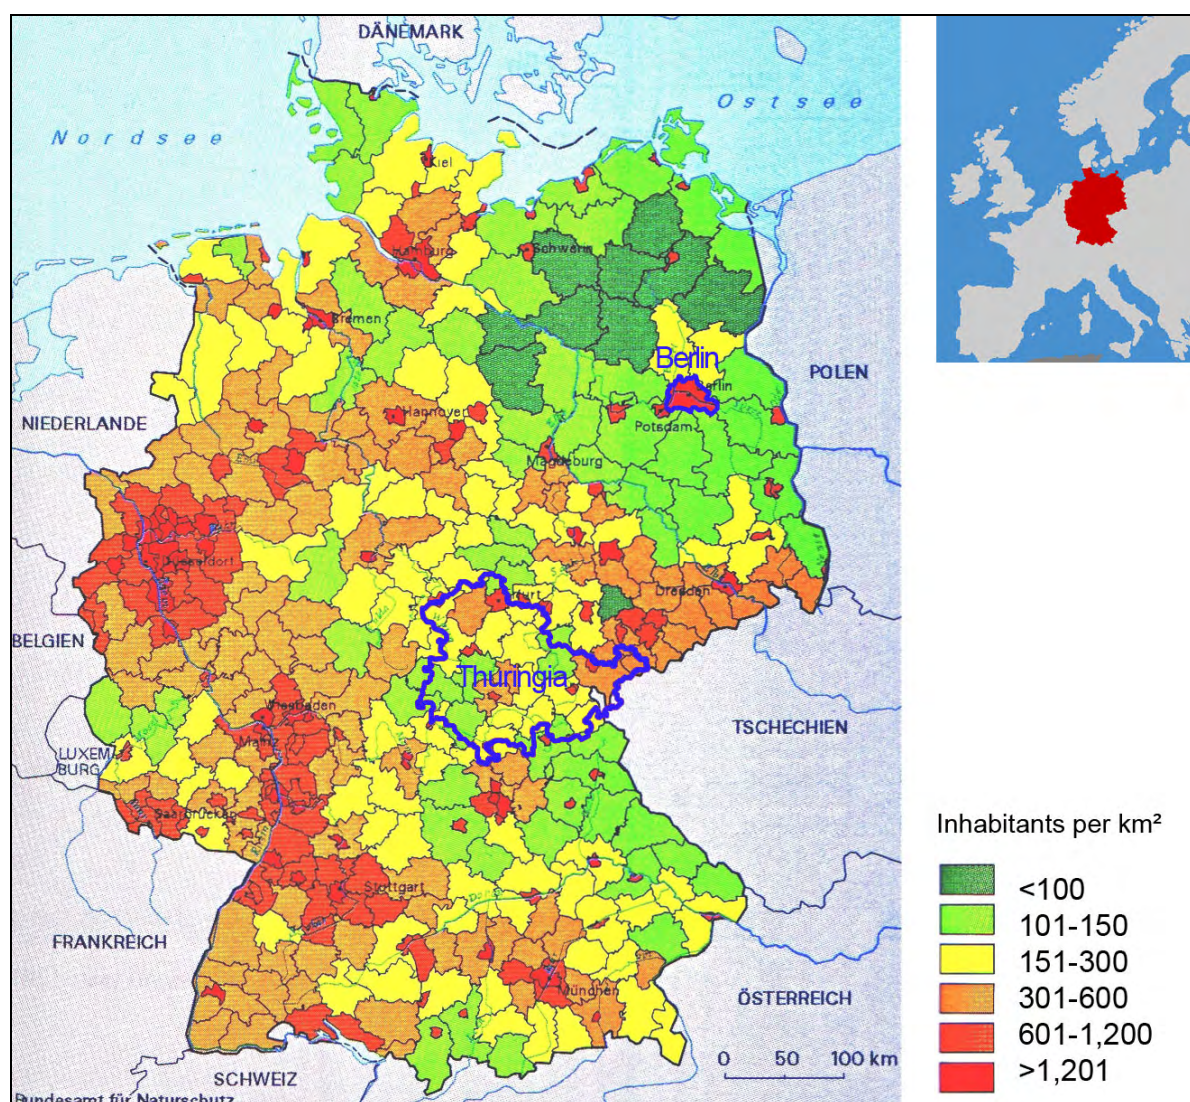 DÄNEMARK
Nordsee
Ostsee
Kiel
Schwerin
Hamburg
Bremen
Berlin
Berlin
POLEN
NIEDERLANDE
Hannover
Potsdam
Magdeburg
Düsseldorf
Erfurt
Dresden
BELGIEN
Thuringia
Wiesbaden
Mainz
TSCHECHIEN
LUXEM
BURG
Saarbrücken
Stuttgart
FRANKREICH
München
ÖSTERREICH
0 50 100 km
SCHWEIZ
Bundesamt für Naturschutz
Inhabitants per km²
<100
101-150
151-300
301-600
601-1,200
>1,201